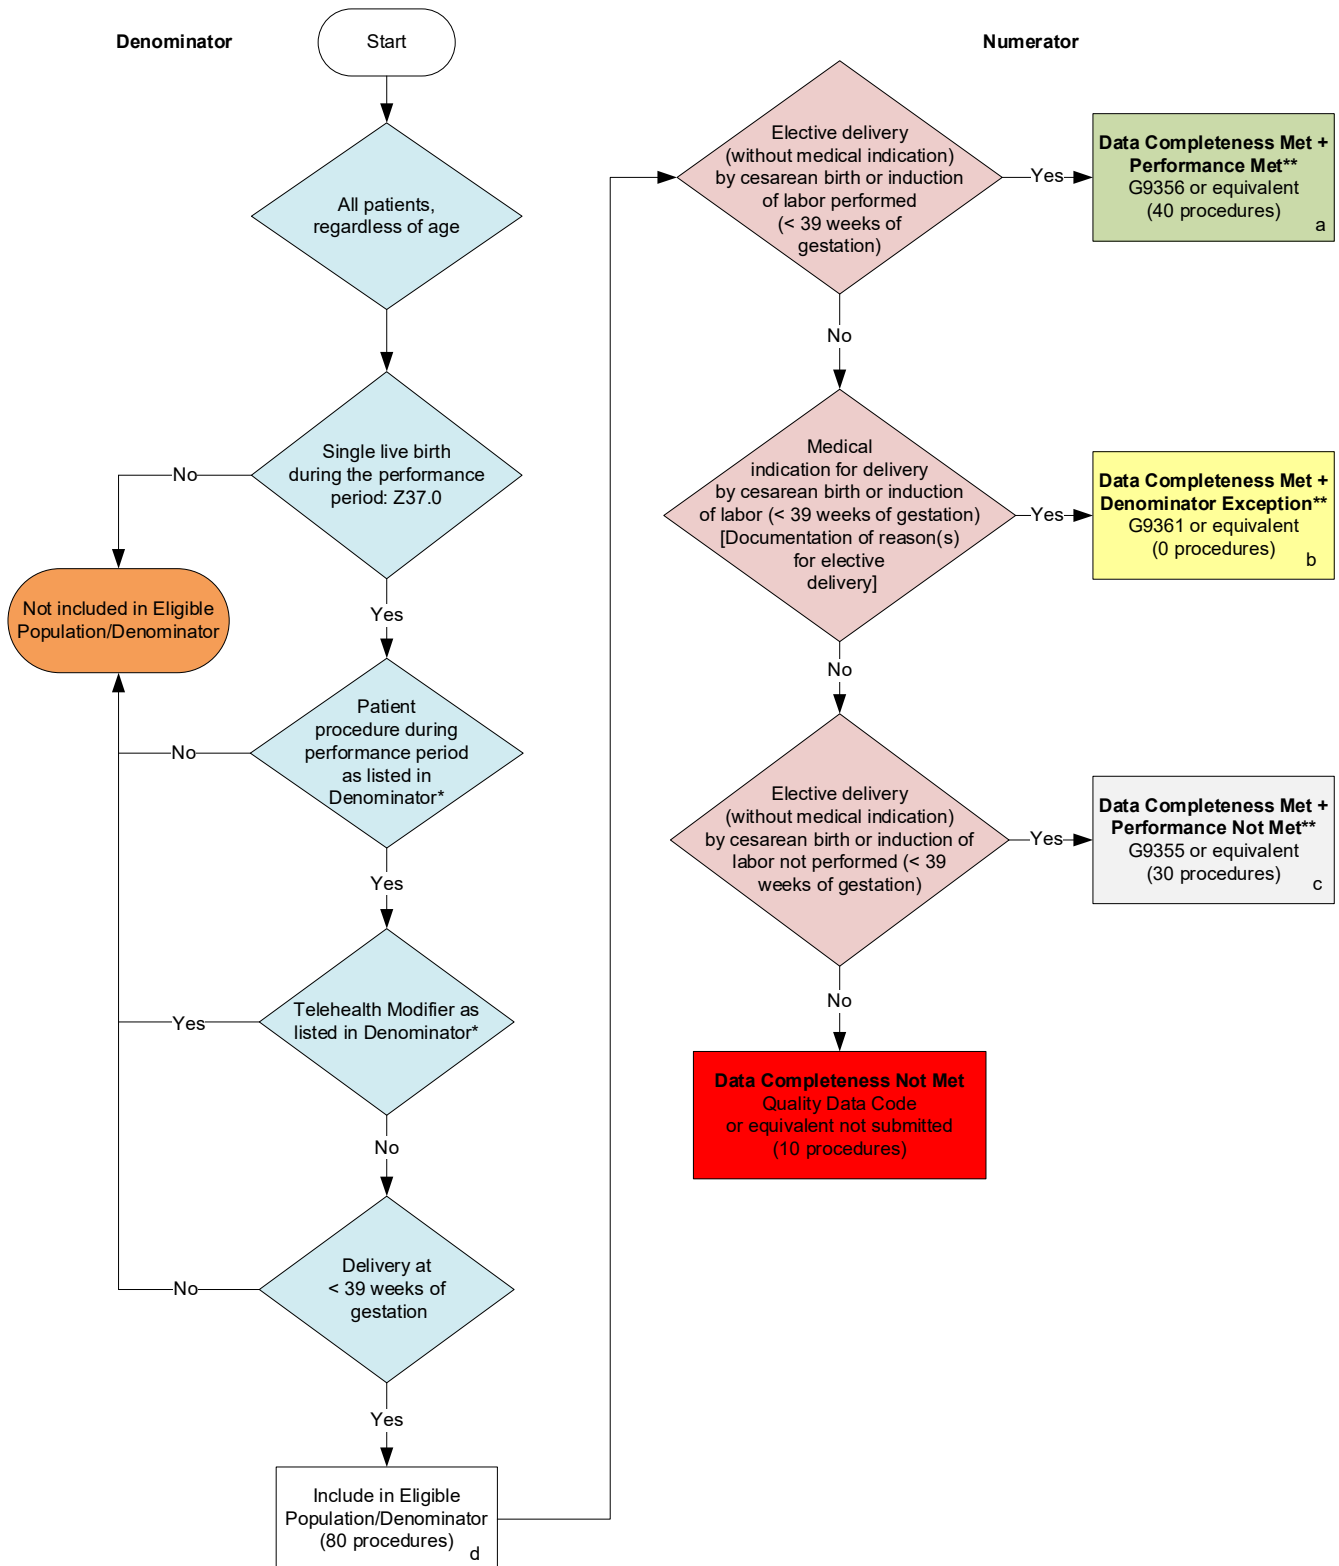 Denominator
Start
All patients,
regardless of age
Single live birth
during the performance
period: Z37.0
No
Not included in Eligible
Population/Denominator
Yes
Patient
procedure during
performance period
as listed in
Denominator*
No
Yes
Telehealth Modifier as
listed in Denominator*
Yes
No
Delivery at
< 39 weeks of
gestation
No
Yes
Include in Eligible
Population/Denominator
(80 procedures)
d
Numerator
Elective delivery
(without medical indication)
by cesarean birth or induction
of labor performed
(< 39 weeks of
gestation)
Yes
Data Completeness Met +
Performance Met**
G9356 or equivalent
(40 procedures)
a
No
Medical
indication for delivery
by cesarean birth or induction
of labor (< 39 weeks of gestation)
[Documentation of reason(s)
for elective
delivery]
Yes
Data Completeness Met +
Denominator Exception**
G9361 or equivalent
(0 procedures)
b
No
Elective delivery
(without medical indication)
by cesarean birth or induction of
labor not performed (< 39
weeks of gestation)
Yes
Data Completeness Met +
Performance Not Met**
G9355 or equivalent
(30 procedures)
c
No
Data Completeness Not Met
Quality Data Code
or equivalent not submitted
(10 procedures)